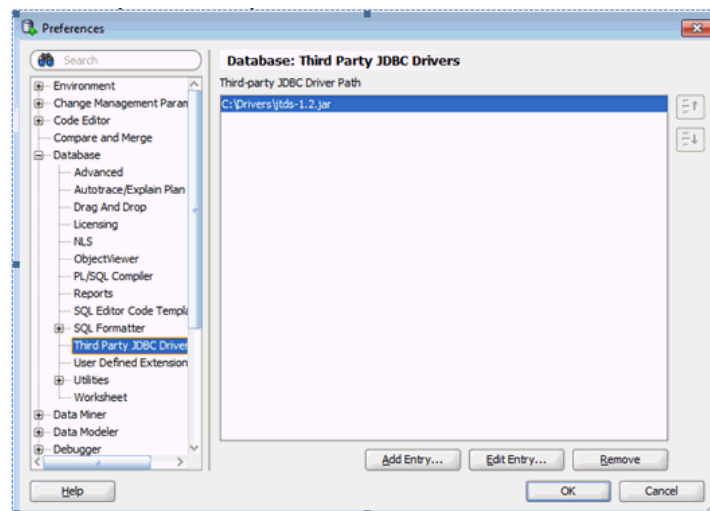 Preferences
Search
Environment
Change Management Param
Code Editor
Compare and Merge
Database
Advanced
Autotrace/Explain Plan
Drag And Drop
Licensing
NLS
ObjectViewer
PL/SQL Compiler
Reports
SQL Editor Code Templa
SQL Formatter
Third Party JDBC Driver
User Defined Extension
Utilities
Worksheet
Data Miner
Data Modeler
Debugger
Database: Third Party JDBC Drivers
Third-party JDBC Driver Path
C:\Drivers\jtds-1.2.jar
Add Entry...
Edit Entry...
Remove
Help
OK
Cancel